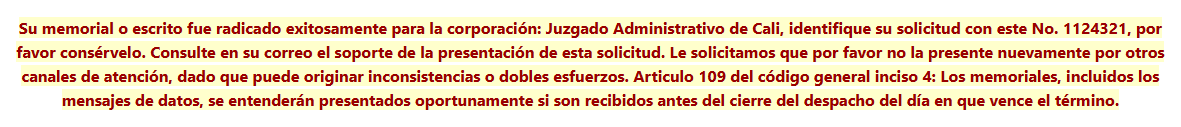 Su memorial o escrito fue radicado exitosamente para la corporación: Juzgado Administrativo de Cali, identifique su solicitud con este No. 1124321, por
favor consérvelo. Consulte en su correo el soporte de la presentación de esta solicitud. Le solicitamos que por favor no la presente nuevamente por otros
canales de atención, dado que puede originar inconsistencias o dobles esfuerzos. Articulo 109 del código general inciso 4: Los memoriales, incluidos los
mensajes de datos, se entenderán presentados oportunamente si son recibidos antes del cierre del despacho del día en que vence el término.